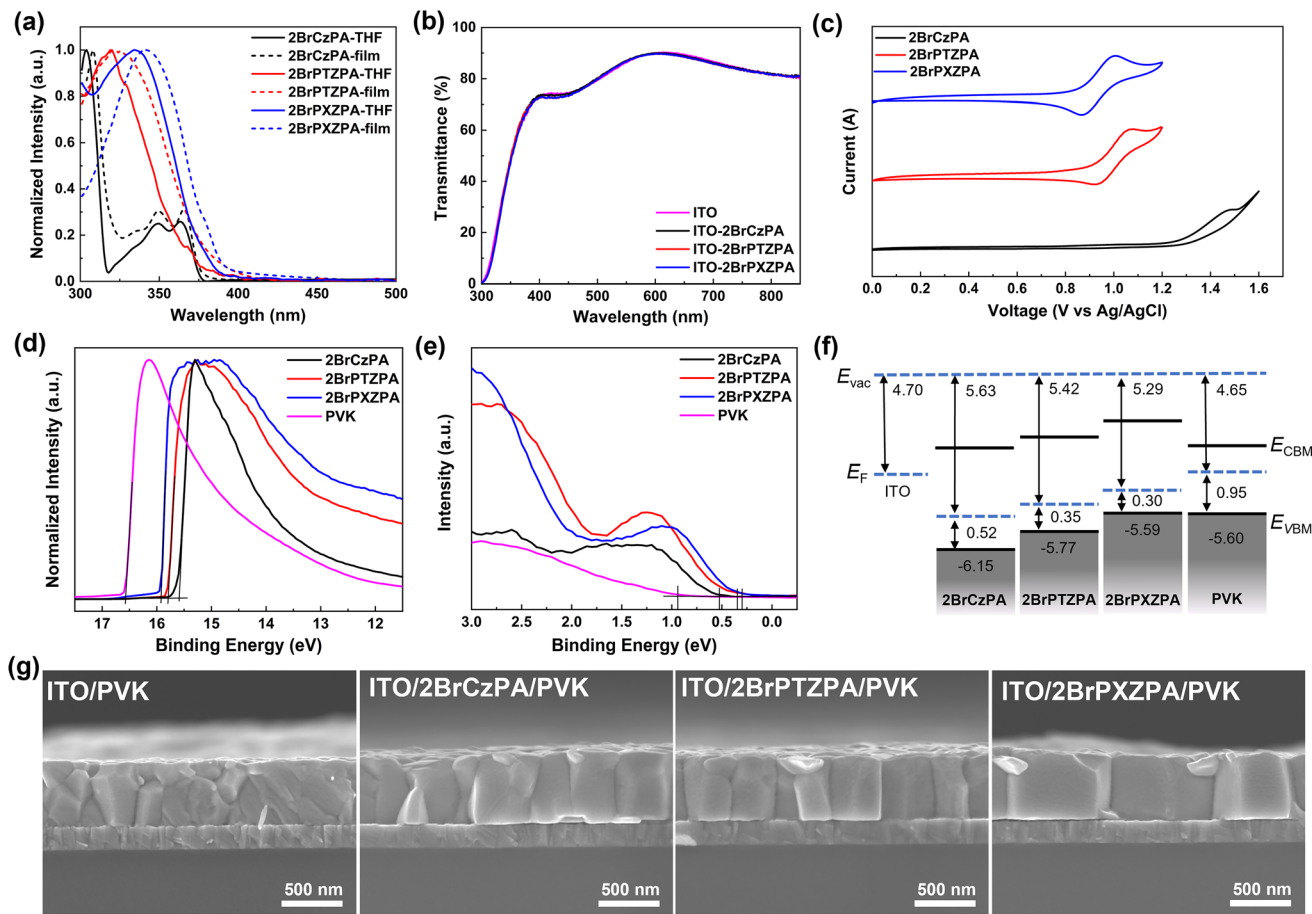 (a)
2BrCzPA-THF
2BrCzPA-film
2BrPTZPA-THF
2BrPTZPA-film
2BrPXZPA-THF
2BrPXZPA-film
Normalized Intensity (a.u.)
1.0
0.8
0.6
0.4
0.2
0.0
300 350 400 450 500
Wavelength (nm)
(b)
Transmittance (%)
100
80
60
40
20
0
ITO
ITO-2BrCzPA
ITO-2BrPTZPA
ITO-2BrPXZPA
300 400 500 600 700 800
Wavelength (nm)
(c)
2BrCzPA
2BrPTZPA
2BrPXZPA
Current (A)
0.0 0.2 0.4 0.6 0.8 1.0 1.2 1.4 1.6
Voltage (V vs Ag/AgCl)
(d)
2BrCzPA
2BrPTZPA
2BrPXZPA
PVK
Normalized Intensity (a.u.)
17 16 15 14 13 12
Binding Energy (eV)
(e)
2BrCzPA
2BrPTZPA
2BrPXZPA
PVK
Intensity (a.u.)
3.0 2.5 2.0 1.5 1.0 0.5 0.0
Binding Energy (eV)
(f)
Evac
4.70 5.63 5.42 5.29 4.65
ECBM
EF
ITO
0.52 0.35 0.30 0.95
EVBM
-6.15 -5.77 -5.59 -5.60
2BrCzPA 2BrPTZPA 2BrPXZPA PVK
(g)
ITO/PVK
500 nm
ITO/2BrCzPA/PVK
500 nm
ITO/2BrPTZPA/PVK
500 nm
ITO/2BrPXZPA/PVK
500 nm